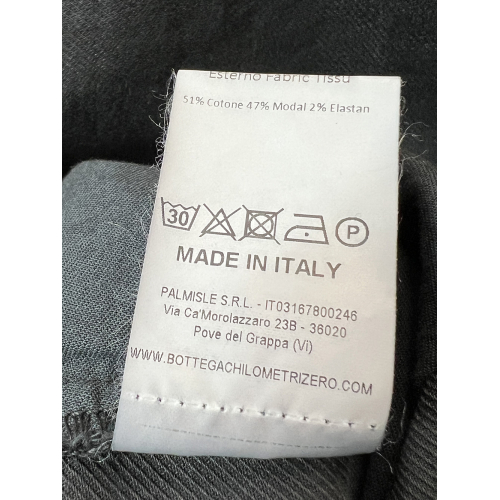 Esterno Fabric Tissu
51% Cotone 47% Modal 2% Elastan
30 P
MADE IN ITALY
PALMISLE S.R.L. - IT03167800246
Via Ca'Morolazzaro 23B - 36020
Pove del Grappa (Vi)
WWW.BOTTEGACHILOMETRIZERO.COM